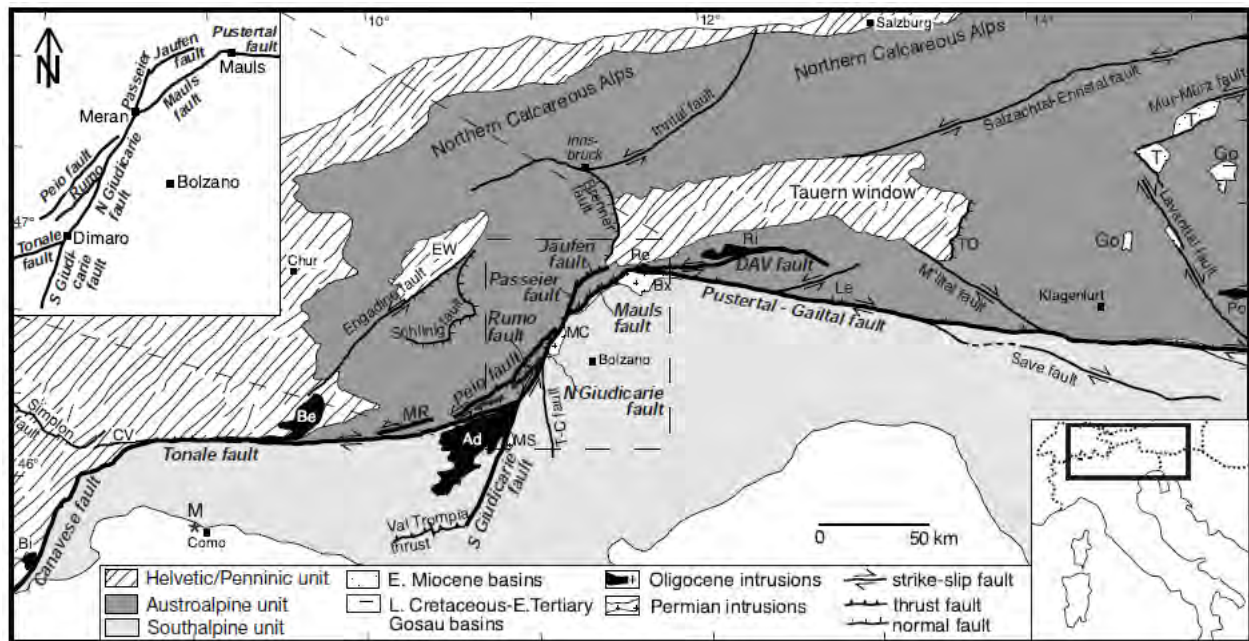 10°
12°
14°
47°
46°
N
Pustertal
fault
Jaufen
fault
Passeier
Mauls
Mauls
fault
Meran
Peio fault
Rumo
N Giudicarie
fault
Bolzano
Tonale
fault
Dimaro
S Giudi-
carie
fault
Salzburg
Northern Calcareous Alps
Northern Calcareous Alps
Inntal fault
Salzachtal-Ennstal fault
Mur-Mürz fault
T
T
Go
Go
Inns-
bruck
Brenner
fault
Tauern window
Lavanttal fault
TO
Chur
EW
Engadine fault
Schlinig fault
Jaufen
fault
Passeier
fault
Rumo
fault
Peio fault
Re
Ri
DAV fault
Bx
Le
Mölltal fault
Klagenfurt
Po
Pustertal - Gailtal fault
Mauls
fault
MC
Bolzano
Save fault
N Giudicarie
fault
T-C fault
Simplon
fault
CV
Be
MR
Ad
MS
Tonale fault
Canavese fault
S Giudicarie
fault
Val Trompia
thrust
M
Como
Bi
0 50 km
Helvetic/Penninic unit
Austroalpine unit
Southalpine unit
E. Miocene basins
L. Cretaceous-E.Tertiary
Gosau basins
Oligocene intrusions
Permian intrusions
strike-slip fault
thrust fault
normal fault